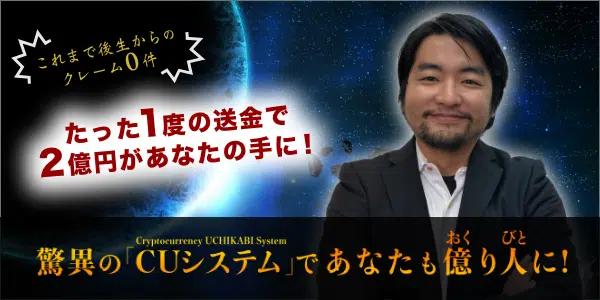 これまで後生からの
クレーム0件
たった1度の送金で
2億円があなたの手に!
Cryptocurrency UCHIKABI System
おく びと
驚異の「CUシステム」であなたも億り人に!